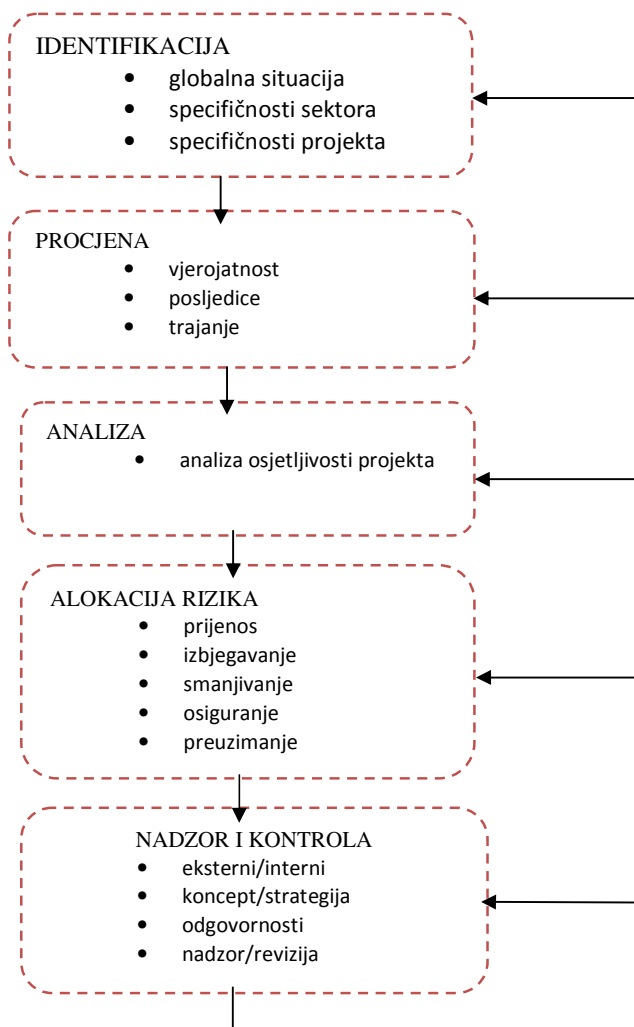 IDENTIFIKACIJA
• globalna situacija
• specifičnosti sektora
• specifičnosti projekta
PROCJENA
• vjerojatnost
• posljedice
• trajanje
ANALIZA
• analiza osjetljivosti projekta
ALOKACIJA RIZIKA
• prijenos
• izbjegavanje
• smanjivanje
• osiguranje
• preuzimanje
NADZOR I KONTROLA
• eksterni/interni
• koncept/strategija
• odgovornosti
• nadzor/revizija